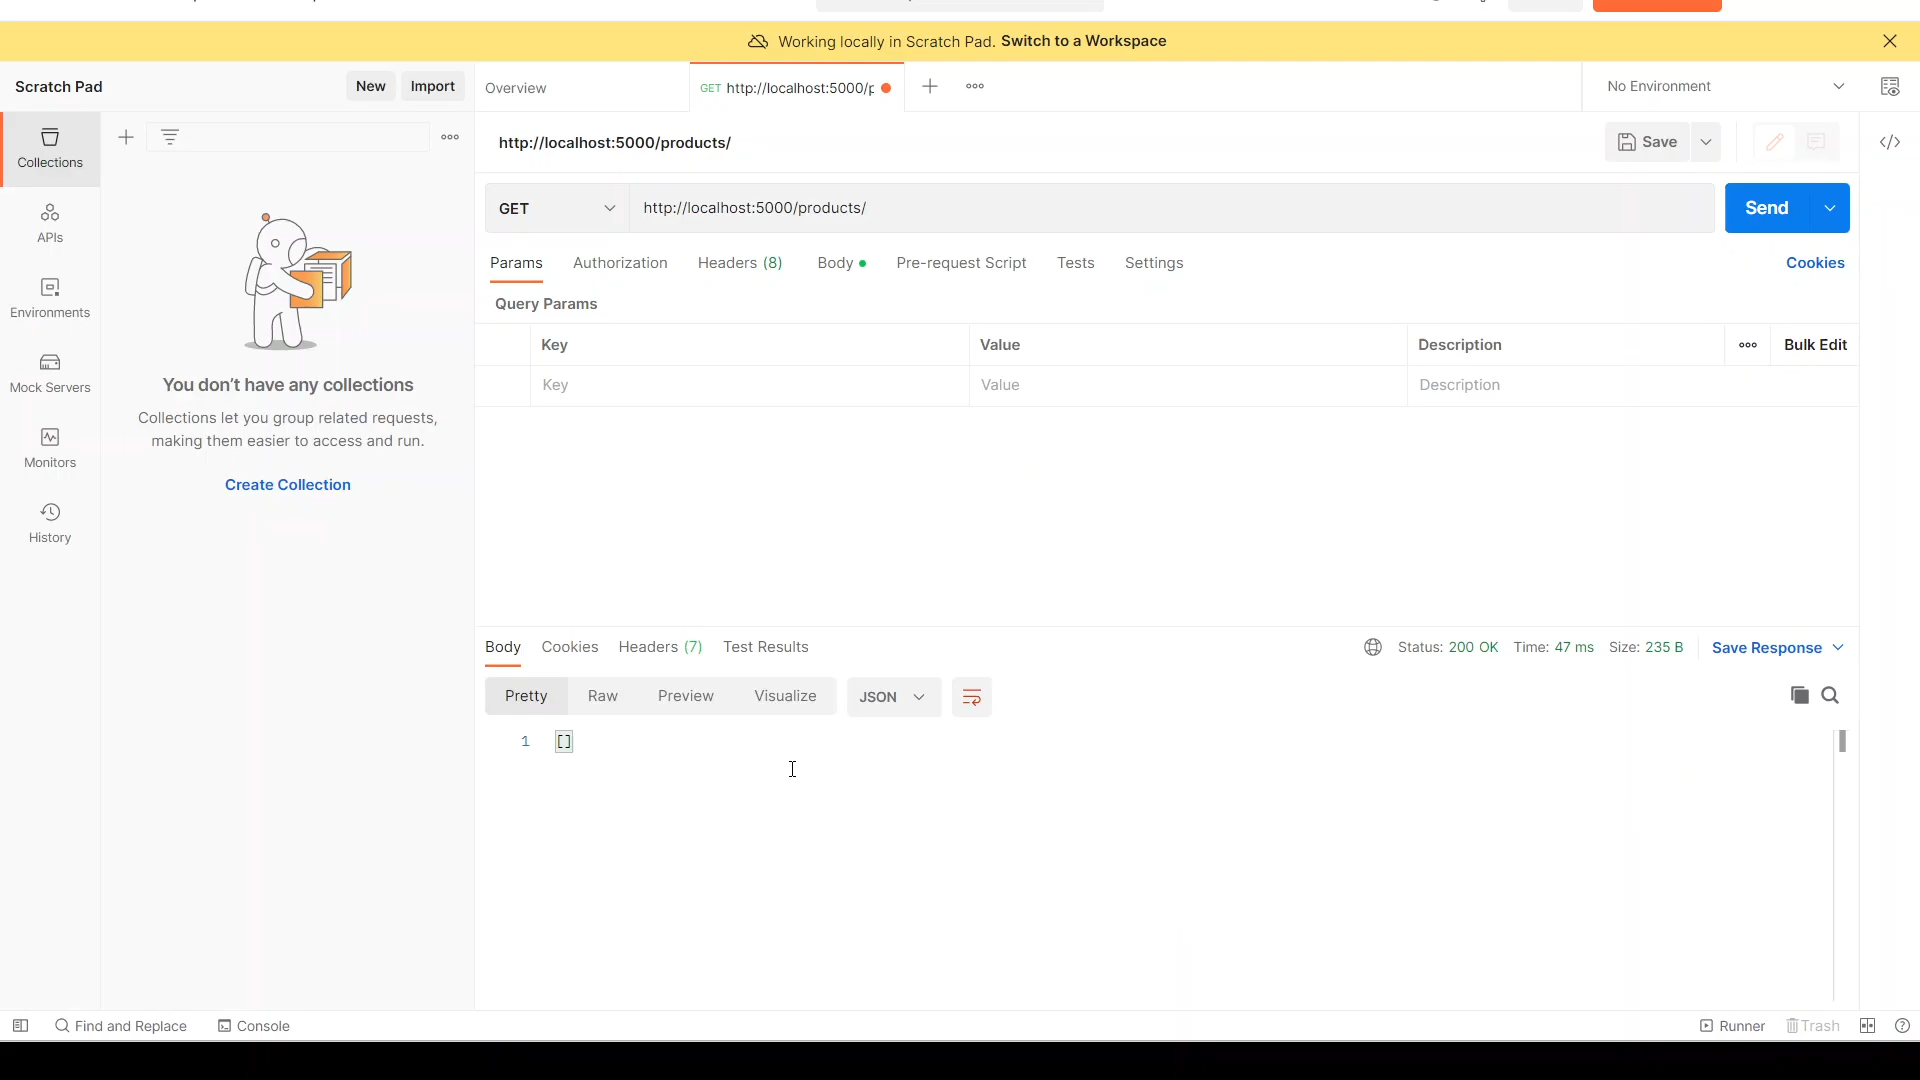 Working locally in Scratch Pad. Switch to a Workspace
Scratch Pad
New
Import
Overview
GET http://localhost:5000/p
No Environment
Collections
APIs
Environments
Mock Servers
Monitors
History
You don’t have any collections
Collections let you group related requests,
making them easier to access and run.
Create Collection
http://localhost:5000/products/
Save
GET
http://localhost:5000/products/
Send
Params
Authorization
Headers (8)
Body
Pre-request Script
Tests
Settings
Cookies
Query Params
Key
Value
Description
Bulk Edit
Key
Value
Description
Body
Cookies
Headers (7)
Test Results
Status: 200 OK
Time: 47 ms
Size: 235 B
Save Response
Pretty
Raw
Preview
Visualize
JSON
1 []
Find and Replace
Console
Runner
Trash